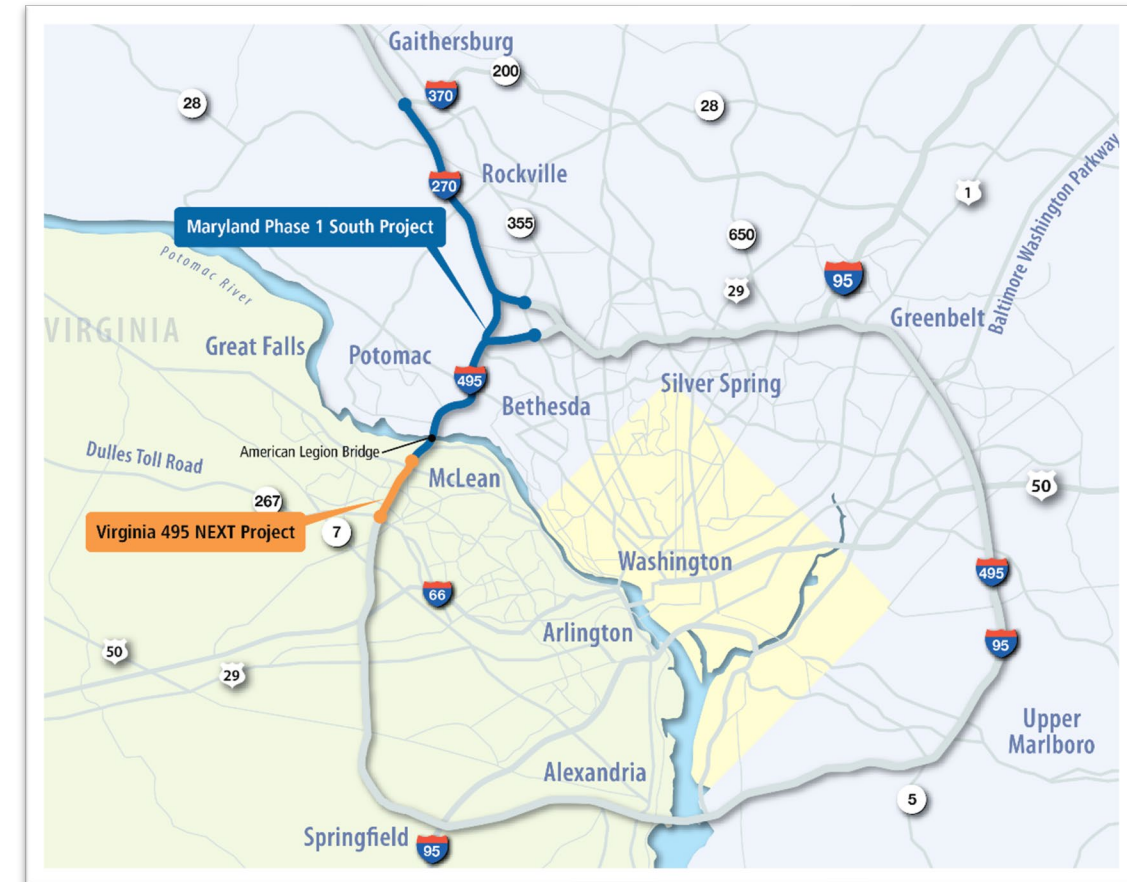 Gaithersburg
200
370
28
28
Rockville
270
1
355
Maryland Phase 1 South Project
650
Baltimore Washington Parkway
Potomac River
95
29
VIRGINIA
Greenbelt
Great Falls
Potomac
495
Silver Spring
Bethesda
American Legion Bridge
Dulles Toll Road
McLean
50
267
Virginia 495 NEXT Project
7
Washington
495
66
Arlington
95
50
29
Upper
Marlboro
Alexandria
5
Springfield
95